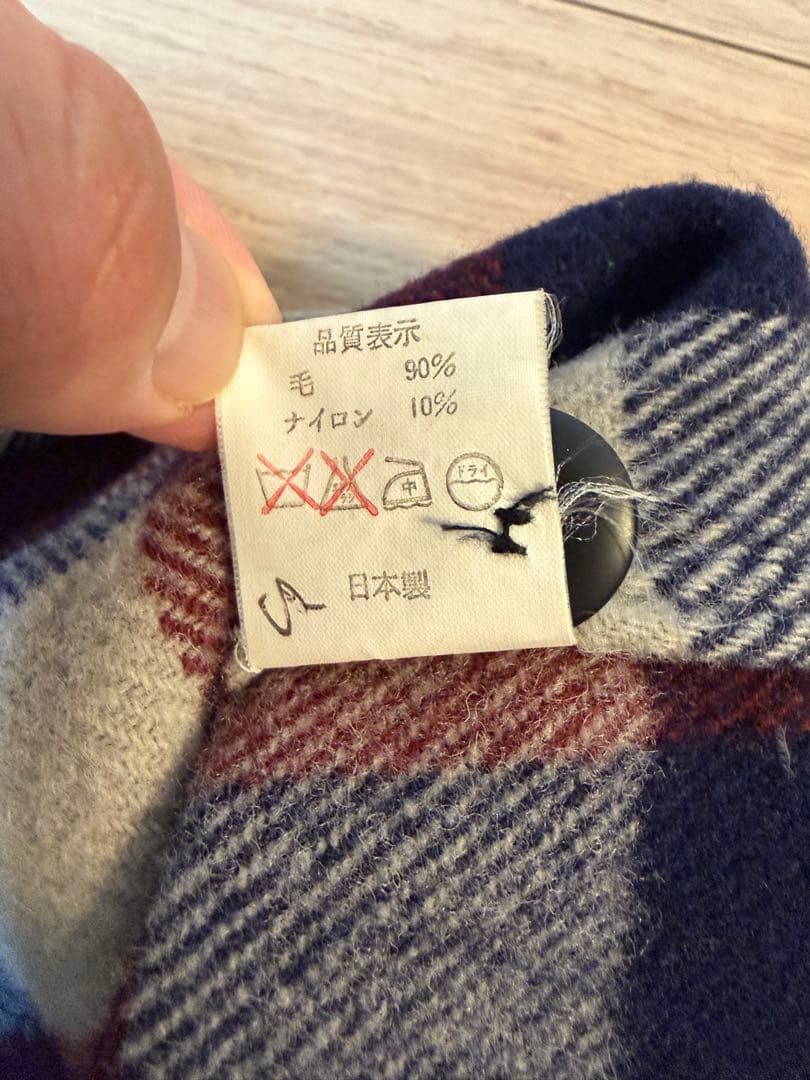 品質表示
毛 90%
ナイロン 10%
中 ドライ
日本製